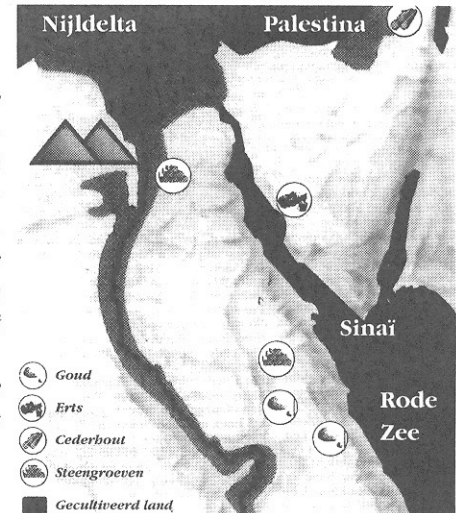 Nijldelta
Palestina
Sinaï
Rode
Zee
Goud
Erts
Cederhout
Steengroeven
Gecultiveerd land